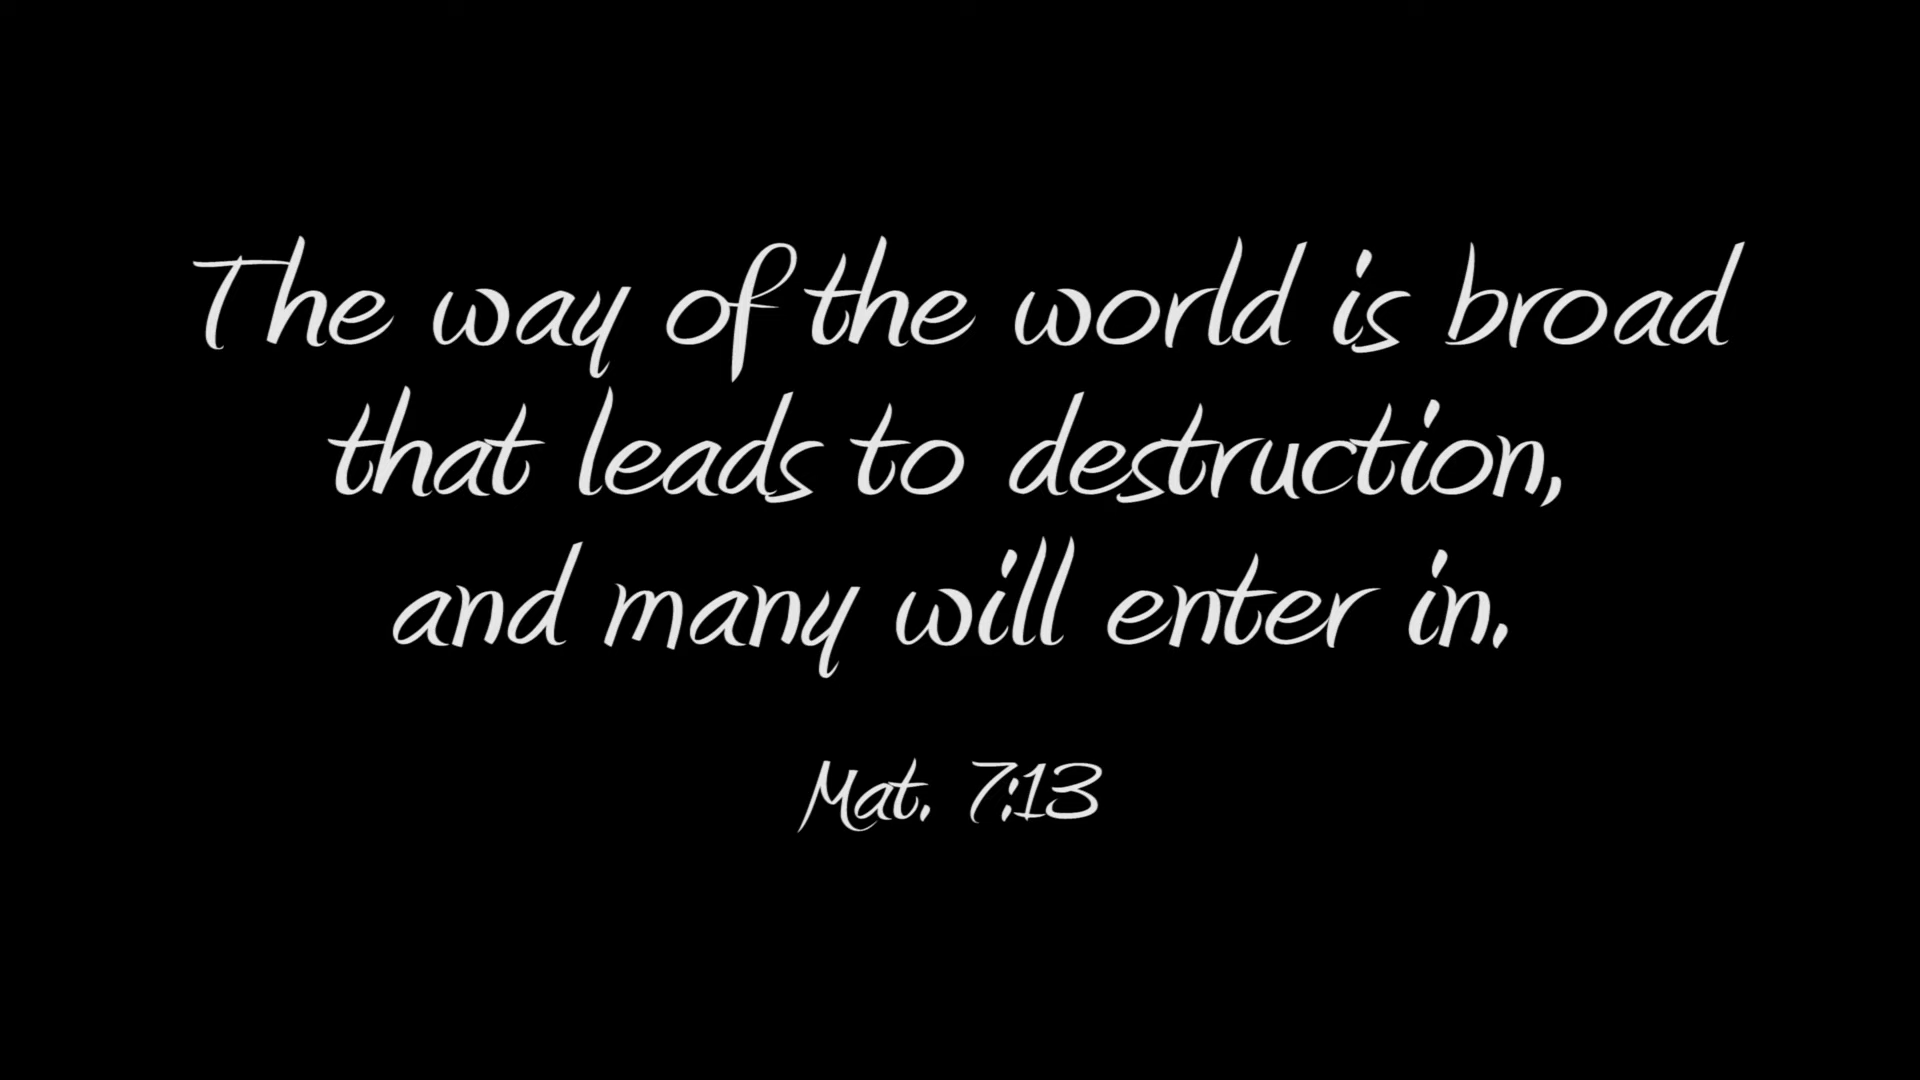 The way of the world is broad
that leads to destruction,
and many will enter in.
Mat. 7:13